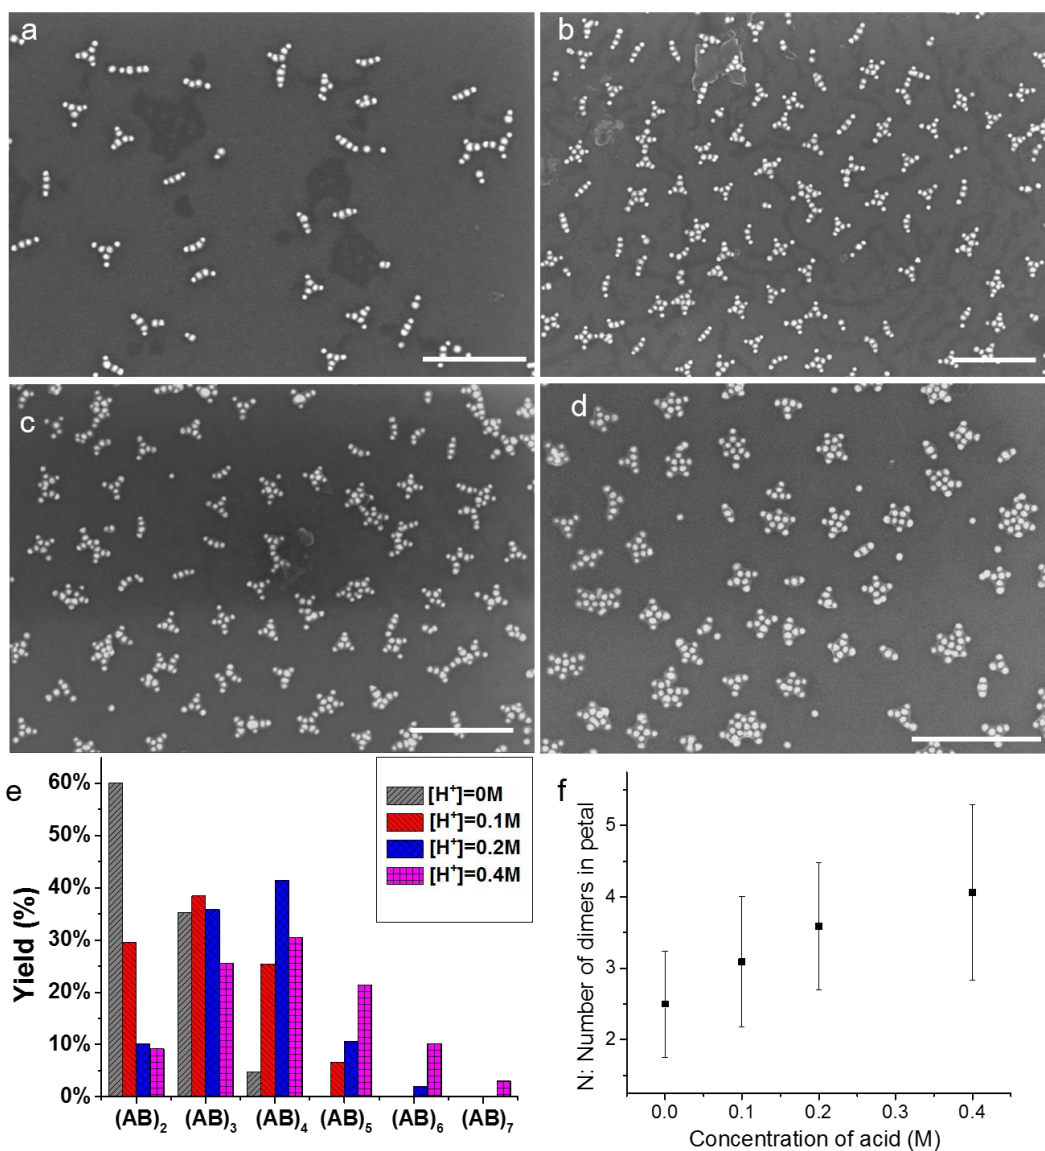 a
b
c
d
e
60%
50%
40%
30%
20%
10%
0%
Yield (%)
(AB)₂ (AB)₃ (AB)₄ (AB)₅ (AB)₆ (AB)₇
[H⁺]=0M
[H⁺]=0.1M
[H⁺]=0.2M
[H⁺]=0.4M
f
5
4
3
2
N: Number of dimers in petal
0.0 0.1 0.2 0.3 0.4
Concentration of acid (M)